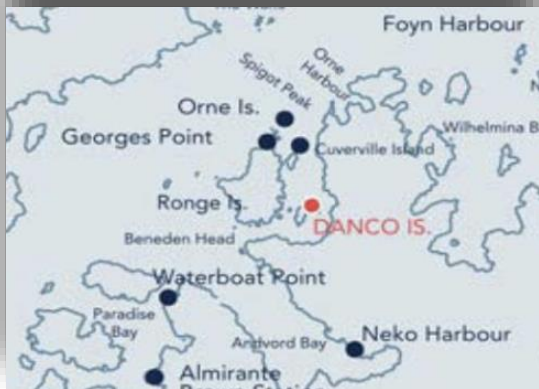 Foyn Harbour
Orne
Harbour
Spigot Peak
Orne Is.
Georges Point
Wilhelmina B
Cuverville Island
Ronge Is.
DANCO IS.
Beneden Head
Waterboat Point
Paradise
Bay
Andvord Bay
Neko Harbour
Almirante